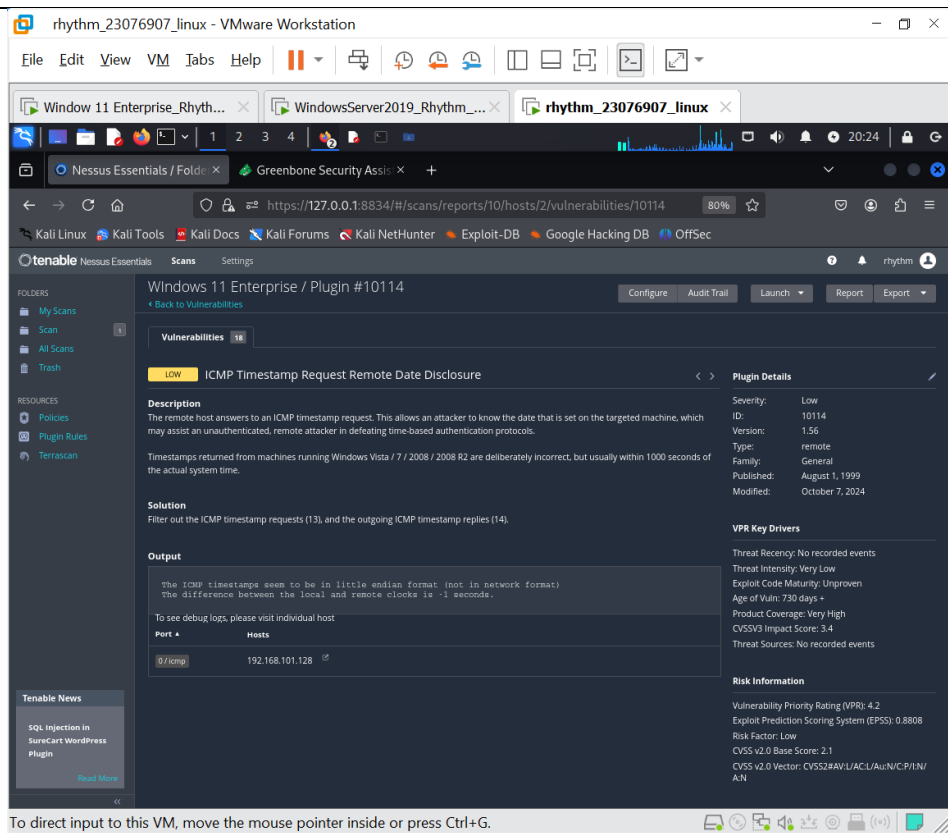 rhythm_23076907_linux - VMware Workstation
File Edit View VM Tabs Help
Window 11 Enterprise_Rhyth...
WindowsServer2019_Rhythm_...
rhythm_23076907_linux
1 2 3 4
20:24
Nessus Essentials / Folde
Greenbone Security Assis
https://127.0.0.1:8834/#/scans/reports/10/hosts/2/vulnerabilities/10114
80%
Kali Linux Kali Tools Kali Docs Kali Forums Kali NetHunter Exploit-DB Google Hacking DB OffSec
tenable Nessus Essentials Scans Settings
rhythm
FOLDERS
My Scans
Scan 1
All Scans
Trash
RESOURCES
Policies
Plugin Rules
Terrascan
Tenable News
SQL Injection in
SureCart WordPress
Plugin
Read More
WIndows 11 Enterprise / Plugin #10114
Back to Vulnerabilities
Configure Audit Trail Launch Report Export
Vulnerabilities 18
LOW ICMP Timestamp Request Remote Date Disclosure
Description
The remote host answers to an ICMP timestamp request. This allows an attacker to know the date that is set on the targeted machine, which
may assist an unauthenticated, remote attacker in defeating time-based authentication protocols.
Timestamps returned from machines running Windows Vista / 7 / 2008 / 2008 R2 are deliberately incorrect, but usually within 1000 seconds of
the actual system time.
Solution
Filter out the ICMP timestamp requests (13), and the outgoing ICMP timestamp replies (14).
Output
The ICMP timestamps seem to be in little endian format (not in network format)
The difference between the local and remote clocks is -1 seconds.
To see debug logs, please visit individual host
Port Hosts
0 / icmp 192.168.101.128
Plugin Details
Severity: Low
ID: 10114
Version: 1.56
Type: remote
Family: General
Published: August 1, 1999
Modified: October 7, 2024
VPR Key Drivers
Threat Recency: No recorded events
Threat Intensity: Very Low
Exploit Code Maturity: Unproven
Age of Vuln: 730 days +
Product Coverage: Very High
CVSSV3 Impact Score: 3.4
Threat Sources: No recorded events
Risk Information
Vulnerability Priority Rating (VPR): 4.2
Exploit Prediction Scoring System (EPSS): 0.8808
Risk Factor: Low
CVSS v2.0 Base Score: 2.1
CVSS v2.0 Vector: CVSS2#AV:L/AC:L/Au:N/C:P/I:N/
A:N
To direct input to this VM, move the mouse pointer inside or press Ctrl+G.